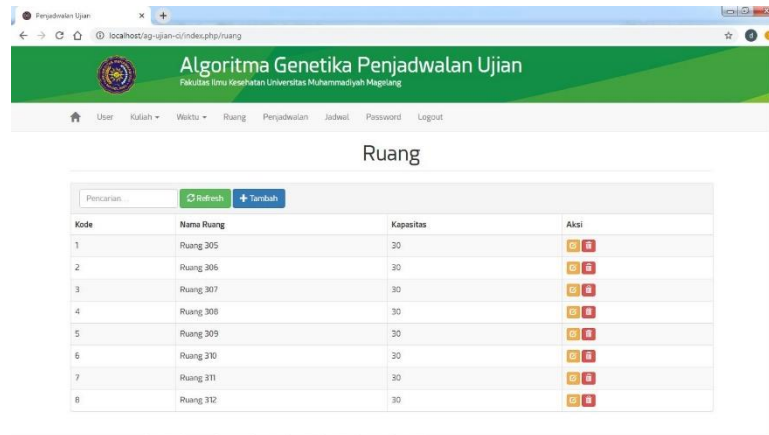 Penjadwalan Ujian
localhost/ag-ujian-ci/index.php/ruang
Algoritma Genetika Penjadwalan Ujian
Fakultas Ilmu Kesehatan Universitas Muhammadiyah Magelang
User Kuliah Waktu Ruang Penjadwalan Jadwal Password Logout
Ruang
Pencarian... Refresh Tambah
Kode Nama Ruang Kapasitas Aksi
1 Ruang 305 30
2 Ruang 306 30
3 Ruang 307 30
4 Ruang 308 30
5 Ruang 309 30
6 Ruang 310 30
7 Ruang 311 30
8 Ruang 312 30